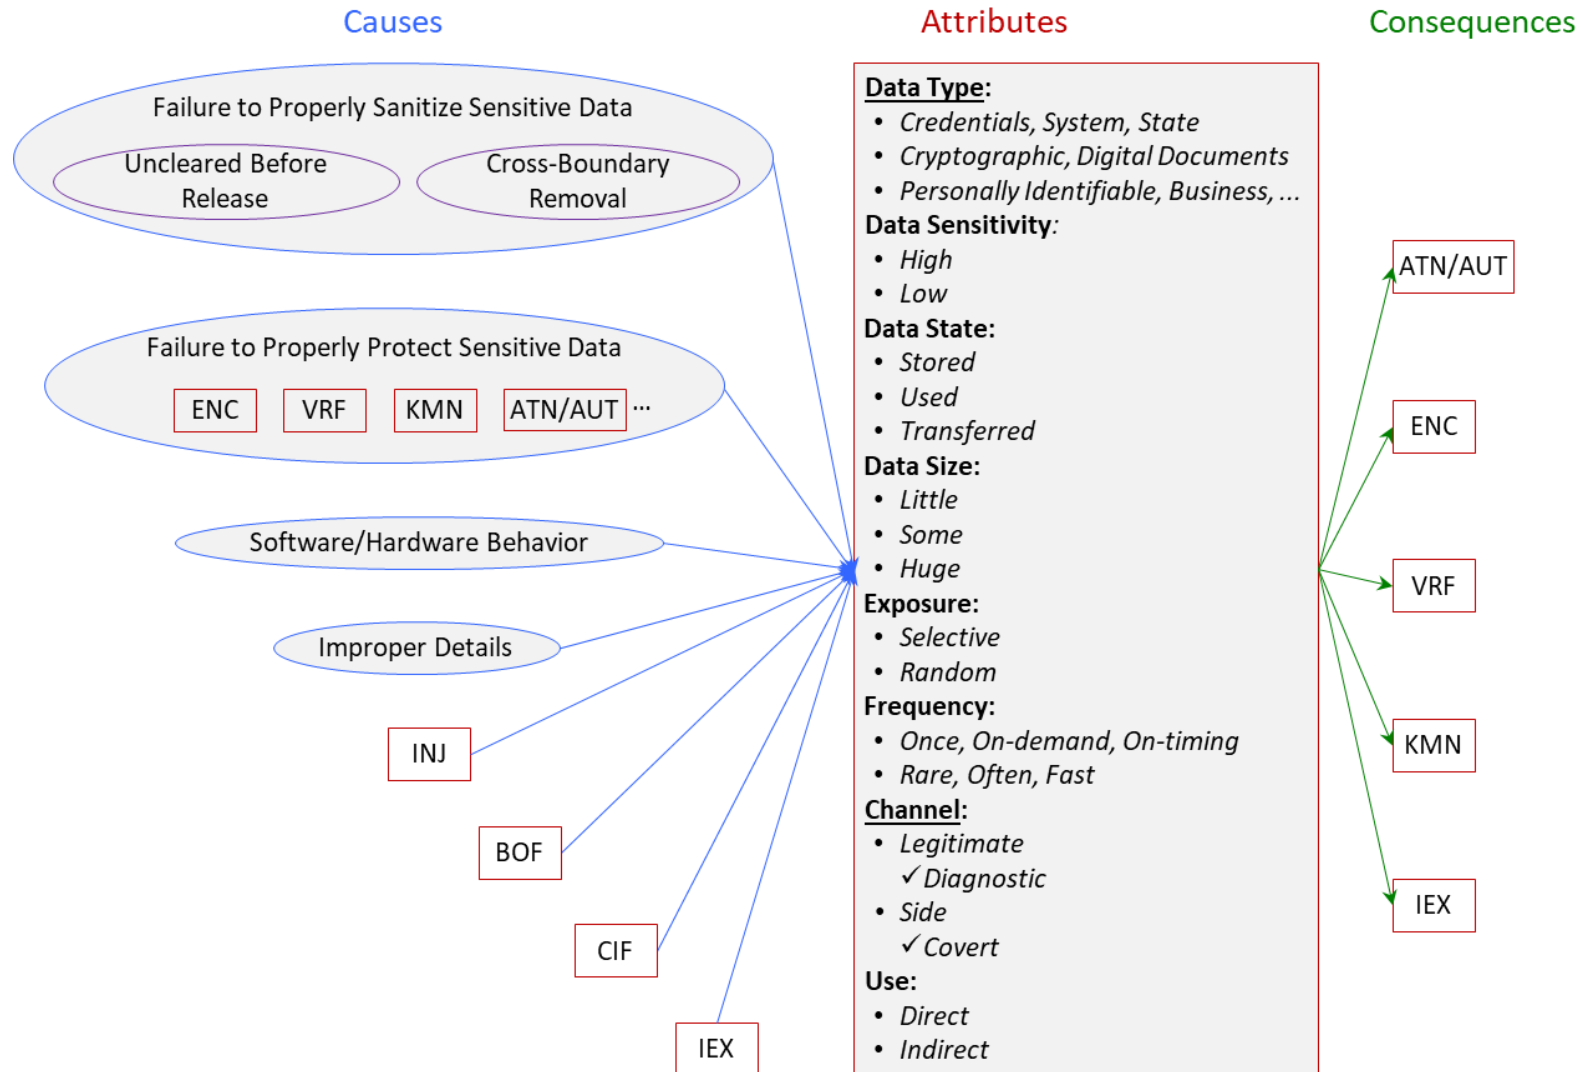 Causes
Attributes
Consequences
Failure to Properly Sanitize Sensitive Data
Uncleared Before
Release
Cross-Boundary
Removal
Failure to Properly Protect Sensitive Data
ENC
VRF
KMN
ATN/AUT ...
Software/Hardware Behavior
Improper Details
INJ
BOF
CIF
IEX
Data Type:
• Credentials, System, State
• Cryptographic, Digital Documents
• Personally Identifiable, Business, ...
Data Sensitivity:
• High
• Low
Data State:
• Stored
• Used
• Transferred
Data Size:
• Little
• Some
• Huge
Exposure:
• Selective
• Random
Frequency:
• Once, On-demand, On-timing
• Rare, Often, Fast
Channel:
• Legitimate
✓ Diagnostic
• Side
✓ Covert
Use:
• Direct
• Indirect
ATN/AUT
ENC
VRF
KMN
IEX